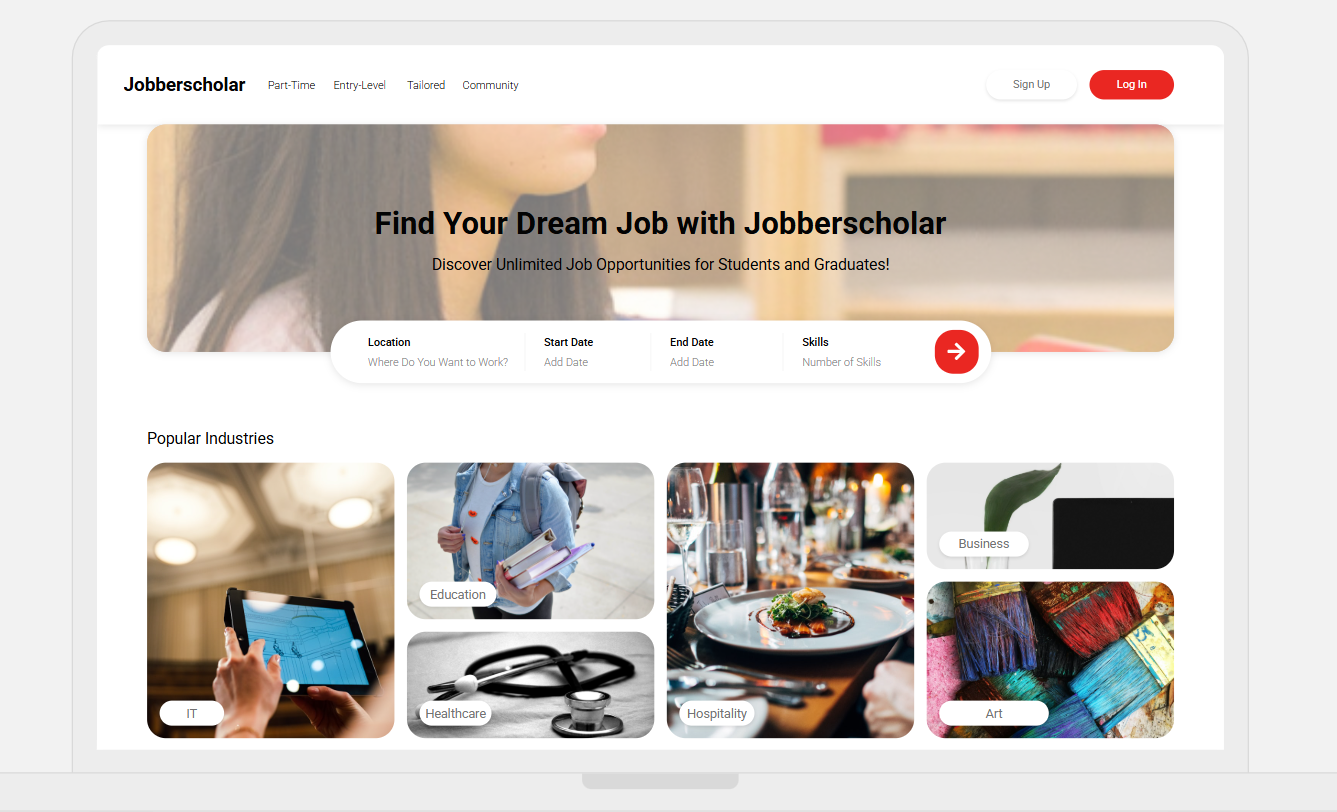 Jobberscholar Part-Time Entry-Level Tailored Community Sign Up Log In
Find Your Dream Job with Jobberscholar
Discover Unlimited Job Opportunities for Students and Graduates!
Location Start Date End Date Skills
Where Do You Want to Work? Add Date Add Date Number of Skills
Popular Industries
Business
Education
IT Healthcare Hospitality Art